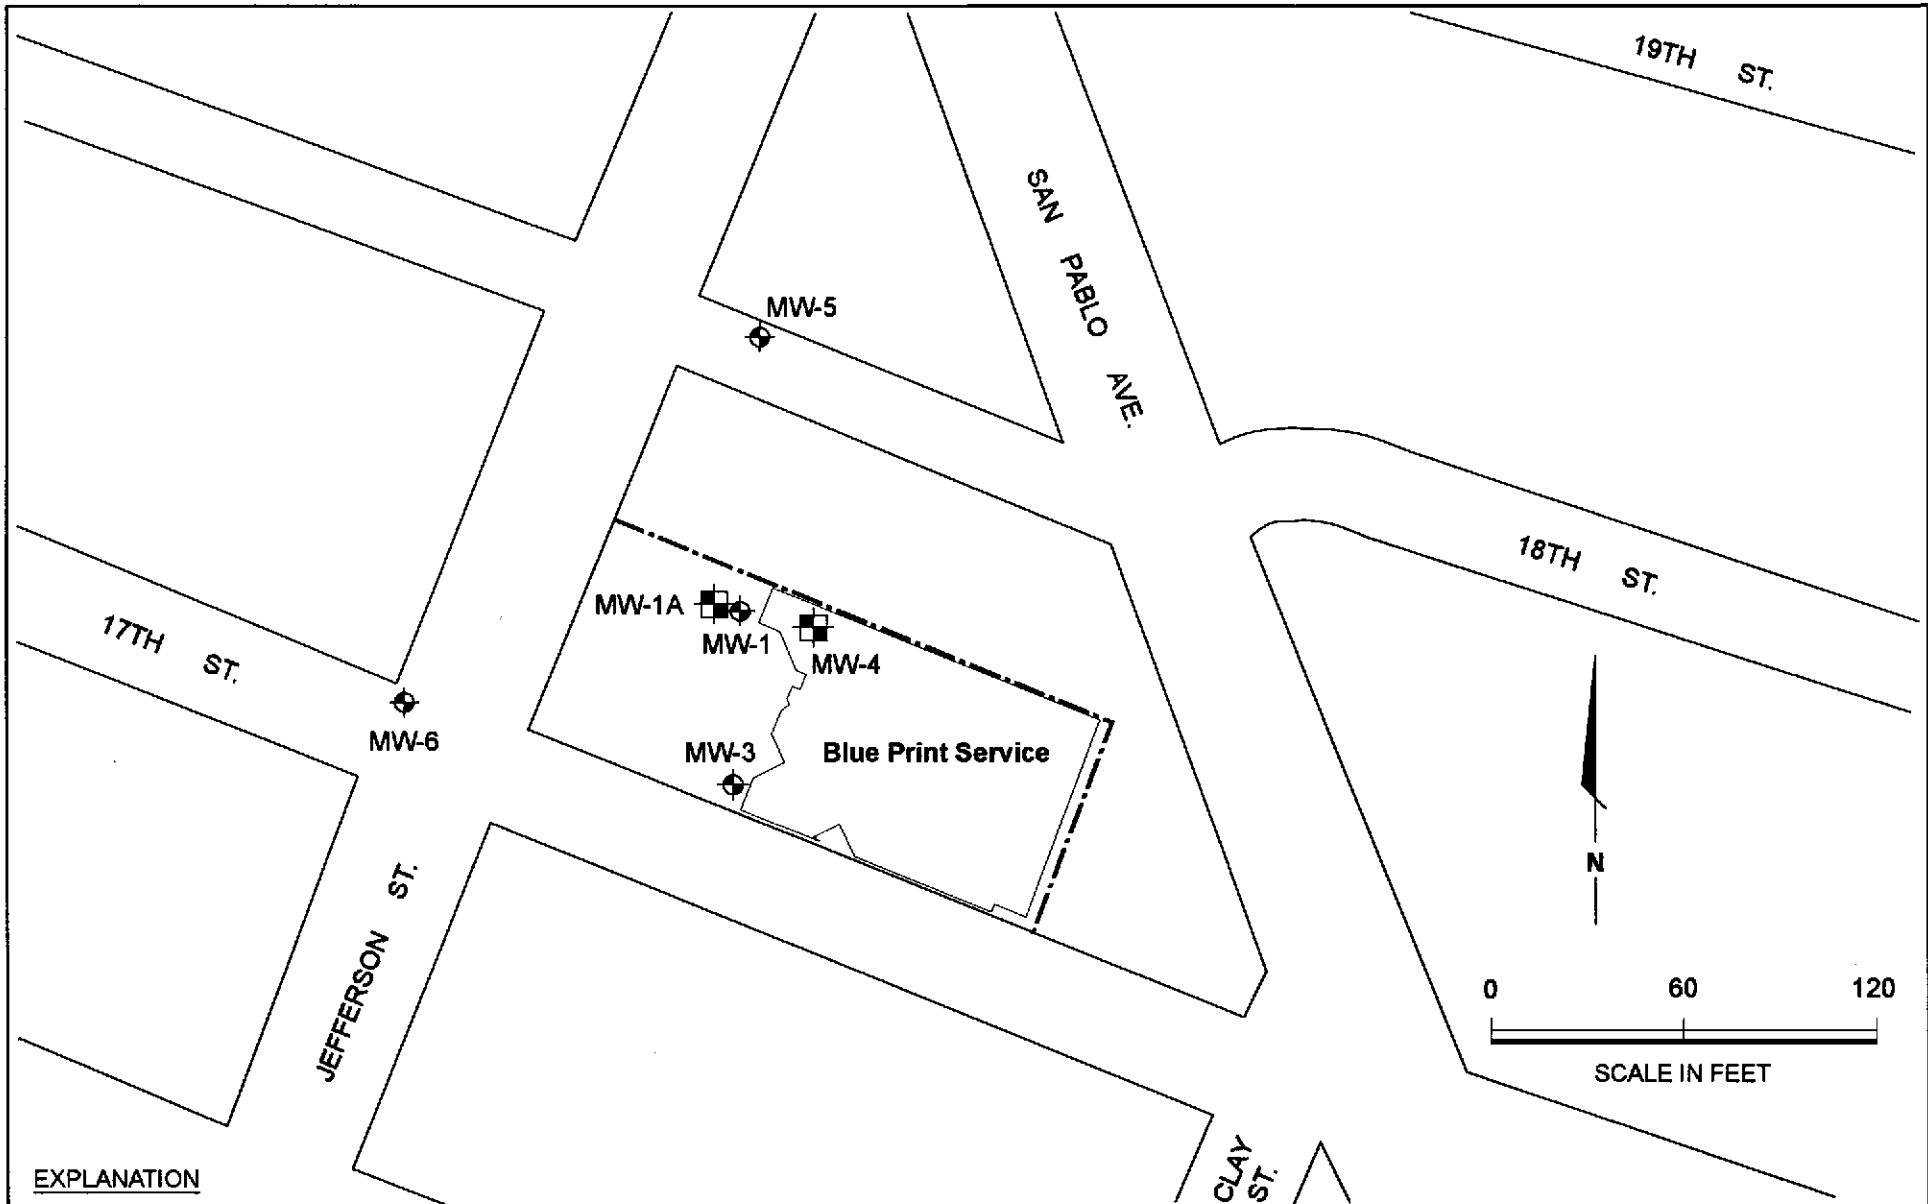 19TH ST.
SAN PABLO AVE.
MW-5
18TH ST.
MW-1A
MW-1
MW-4
17TH ST.
MW-6
MW-3
Blue Print Service
N
JEFFERSON ST.
0 60 120
SCALE IN FEET
CLAY ST.
EXPLANATION